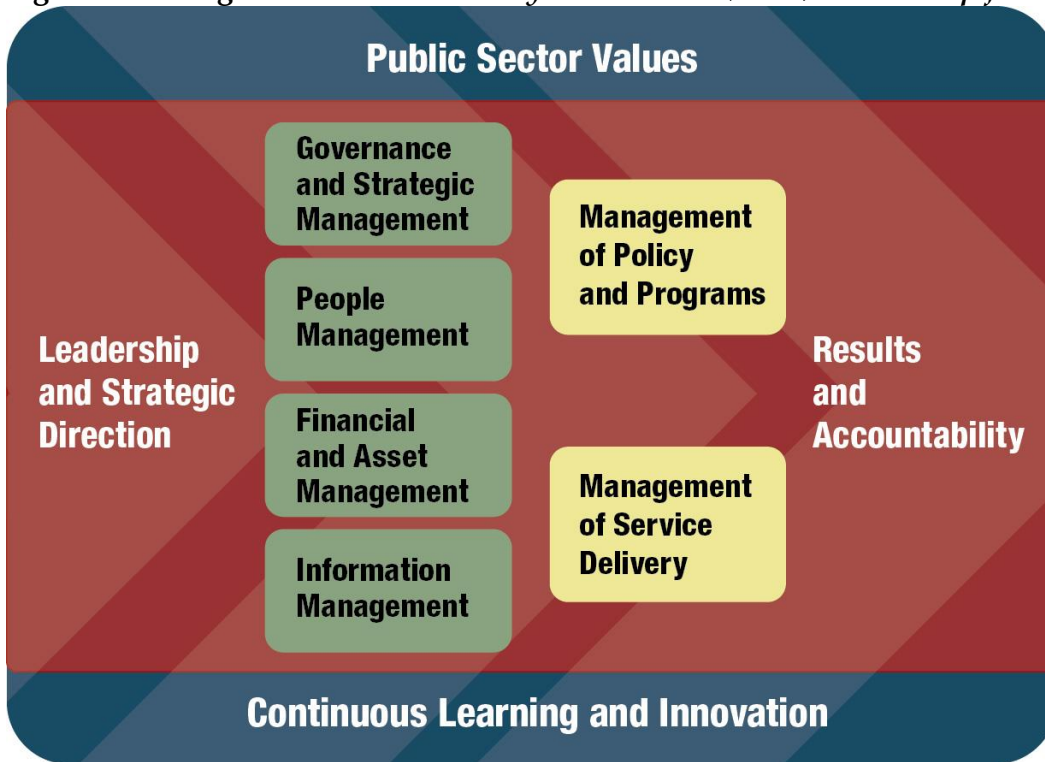 Public Sector Values
Governance
and Strategic
Management
People
Management
Financial
and Asset
Management
Information
Management
Management
of Policy
and Programs
Management
of Service
Delivery
Leadership
and Strategic
Direction
Results
and
Accountability
Continuous Learning and Innovation